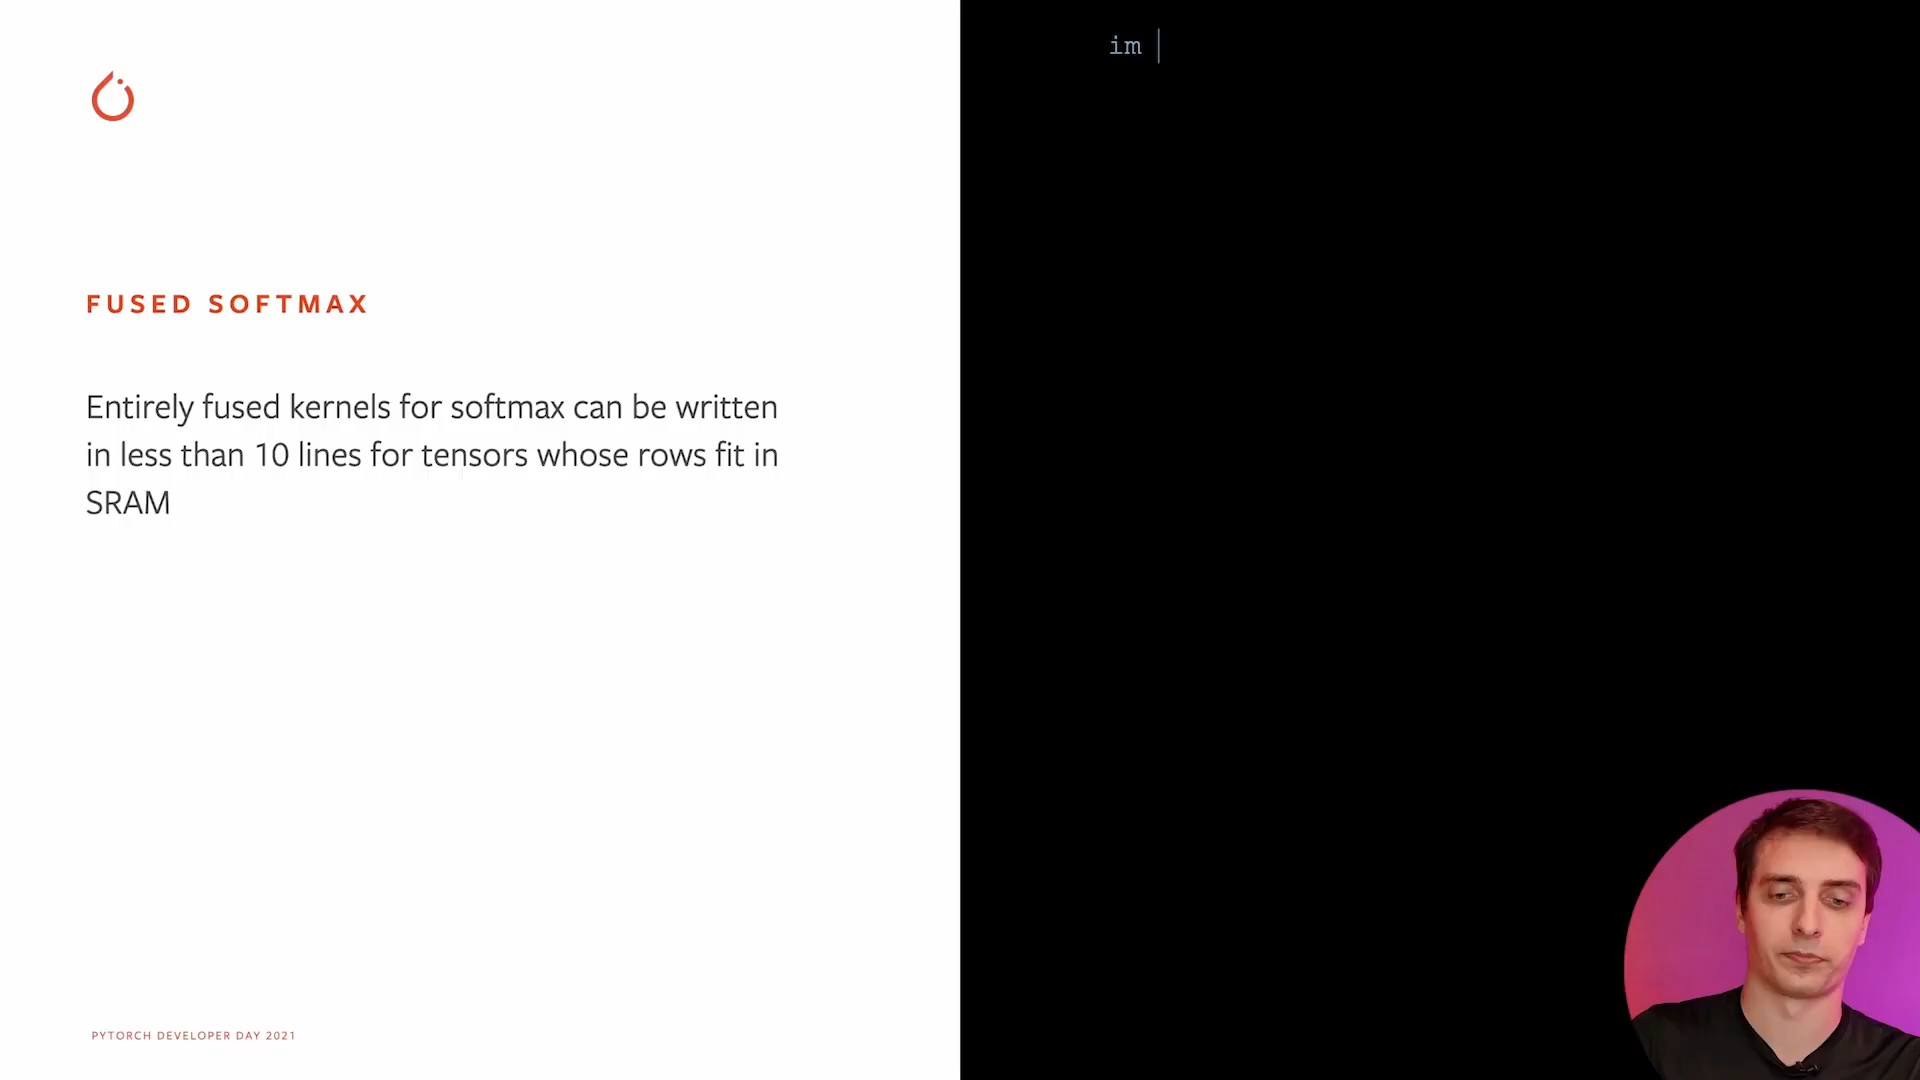 FUSED SOFTMAX
Entirely fused kernels for softmax can be written
in less than 10 lines for tensors whose rows fit in
SRAM
PYTORCH DEVELOPER DAY 2021
im